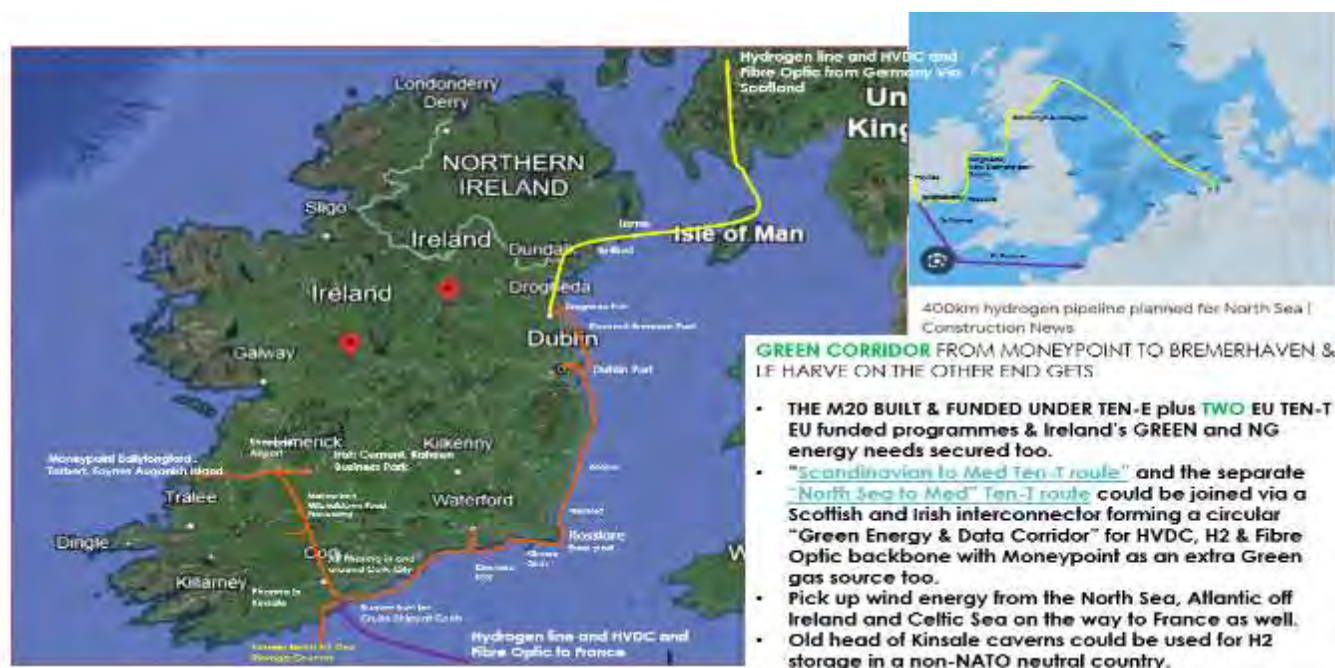 Hydrogen line and HVDC and
Fibre Optic from Germany Via
Scotland
Londonderry
Derry
Un
King
NORTHERN
IRELAND
Sligo
Ireland
Dundalk
Isle of Man
Drogheda
Ireland
Dublin
Dublin Port
Galway
Limerick
Airport
Kilkenny
Irish Cement, Raheen
Business Park
Moneypoint Ballylongford,
Tarbert, Foynes Aughinish Island
Tralee
Waterford
Rosslare
Dingle
Killarney
Cork
Hydrogen line and HVDC and
Fibre Optic to France
400km hydrogen pipeline planned for North Sea |
Construction News
GREEN CORRIDOR FROM MONEYPOINT TO BREMERHAVEN &
LE HARVE ON THE OTHER END GETS
• THE M20 BUILT & FUNDED UNDER TEN-E plus TWO EU TEN-T
EU funded programmes & Ireland's GREEN and NG
energy needs secured too.
• "Scandinavian to Med Ten-T route" and the separate
"North Sea to Med" Ten-T route could be joined via a
Scottish and Irish interconnector forming a circular
"Green Energy & Data Corridor" for HVDC, H2 & Fibre
Optic backbone with Moneypoint as an extra Green
gas source too.
• Pick up wind energy from the North Sea, Atlantic off
Ireland and Celtic Sea on the way to France as well.
• Old head of Kinsale caverns could be used for H2
storage in a non-NATO neutral country.